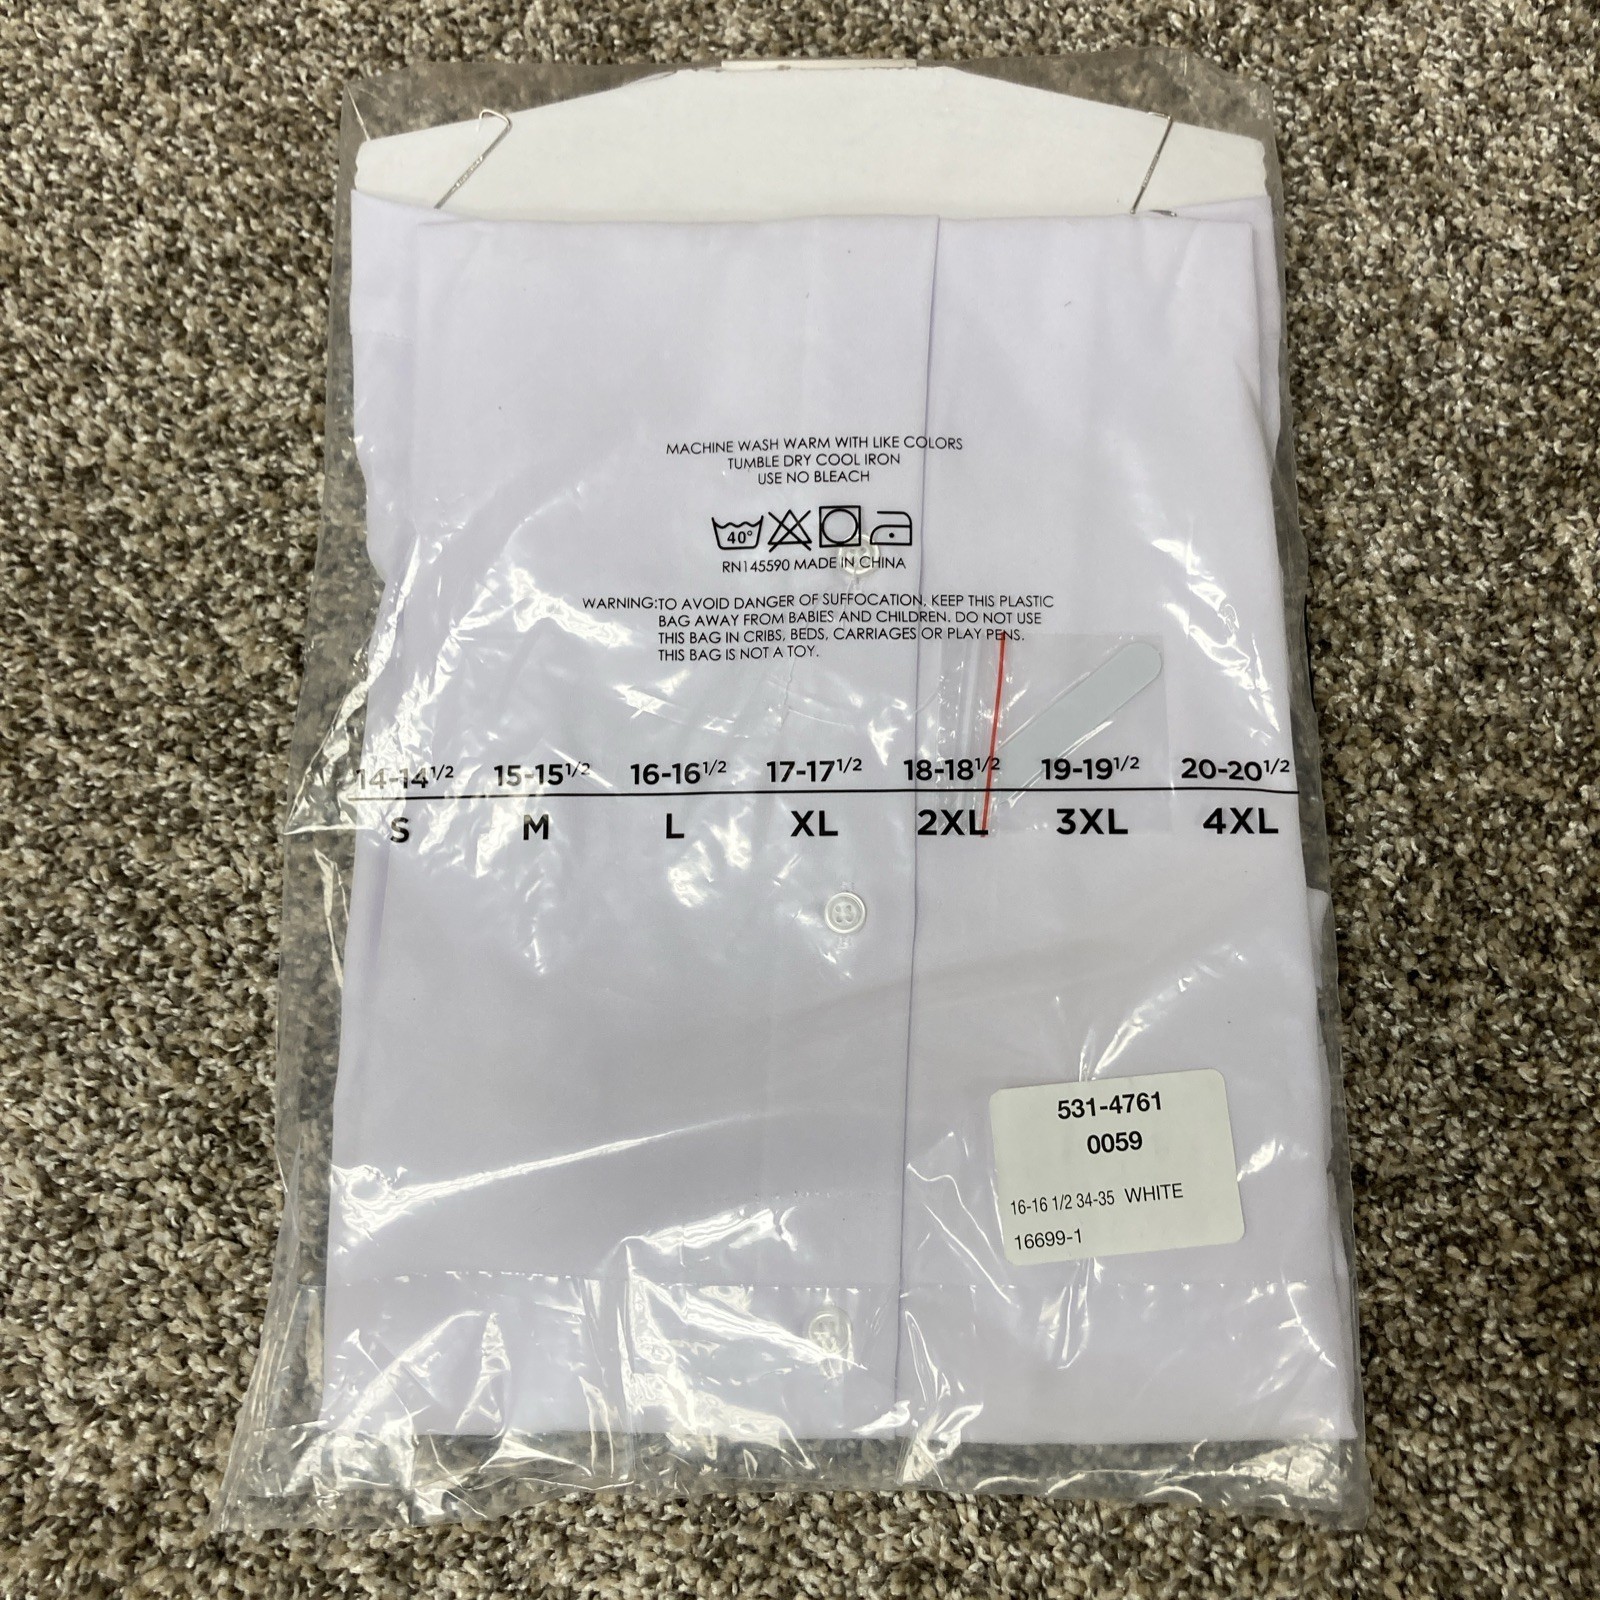 MACHINE WASH WARM WITH LIKE COLORS
TUMBLE DRY COOL IRON
USE NO BLEACH
40°
RN145590 MADE IN CHINA
WARNING:TO AVOID DANGER OF SUFFOCATION, KEEP THIS PLASTIC
BAG AWAY FROM BABIES AND CHILDREN. DO NOT USE
THIS BAG IN CRIBS, BEDS, CARRIAGES OR PLAY PENS.
THIS BAG IS NOT A TOY.
14-14 1/2 15-15 1/2 16-16 1/2 17-17 1/2 18-18 1/2 19-19 1/2 20-20 1/2
S M L XL 2XL 3XL 4XL
531-4761
0059
16-16 1/2 34-35 WHITE
16699-1